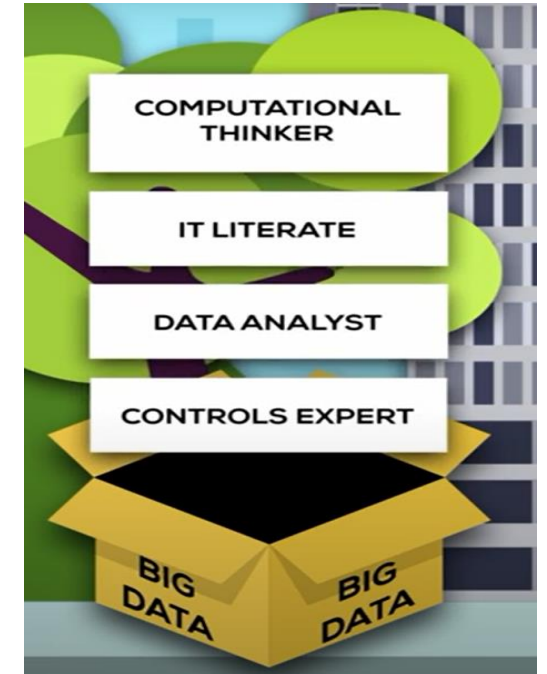 COMPUTATIONAL
THINKER
IT LITERATE
DATA ANALYST
CONTROLS EXPERT
BIG
DATA
BIG
DATA